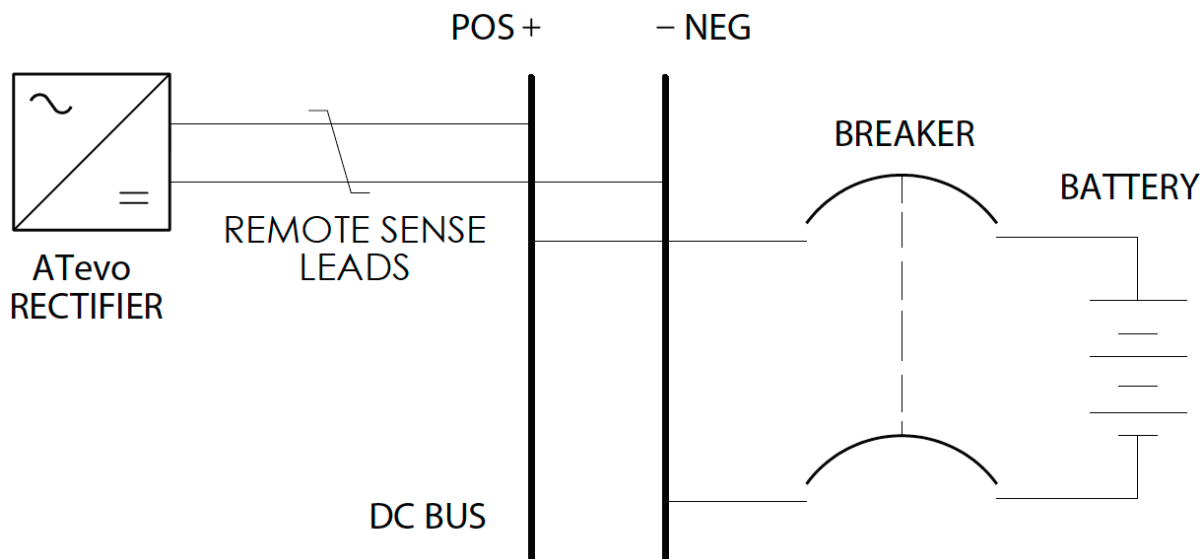 POS + − NEG
BREAKER
BATTERY
REMOTE SENSE
LEADS
ATevo
RECTIFIER
DC BUS